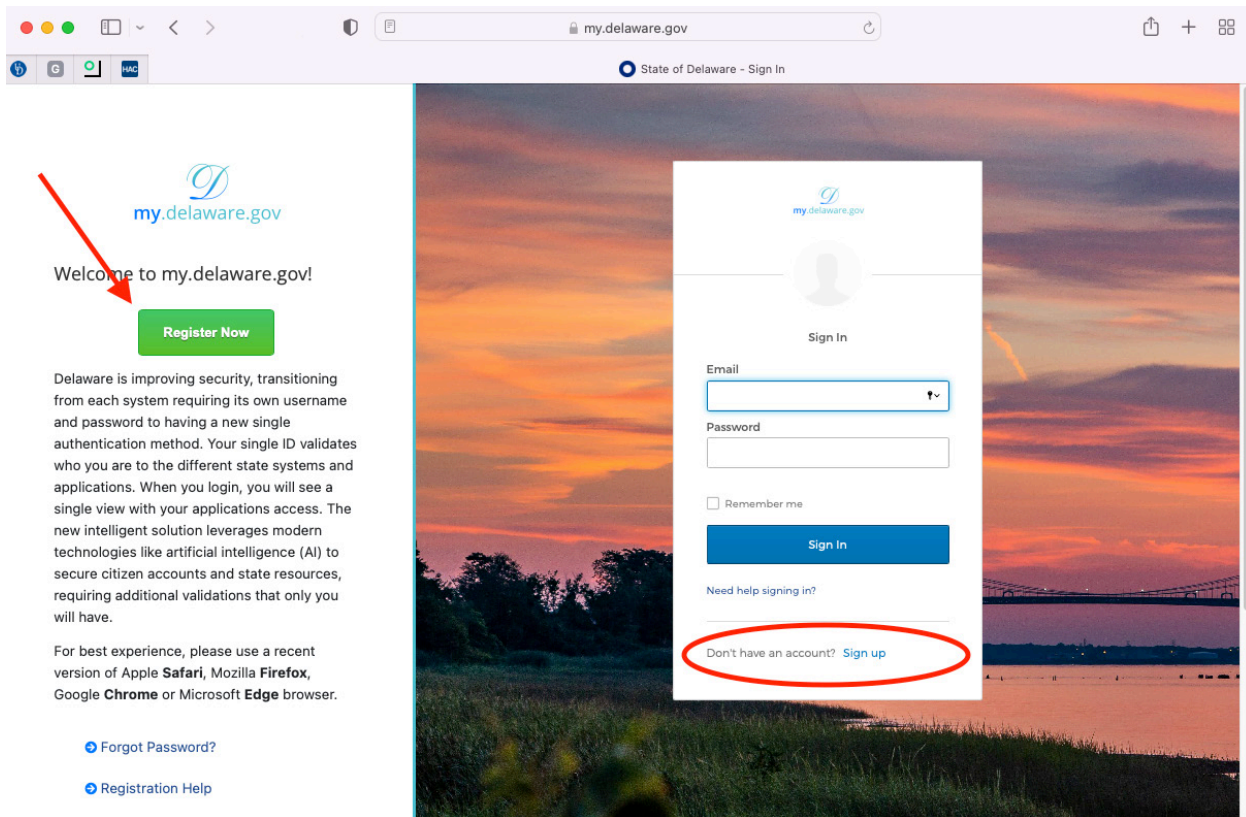 my.delaware.gov
G
HAC
State of Delaware - Sign In
D
my.delaware.gov
Welcome to my.delaware.gov!
Register Now
Delaware is improving security, transitioning
from each system requiring its own username
and password to having a new single
authentication method. Your single ID validates
who you are to the different state systems and
applications. When you login, you will see a
single view with your applications access. The
new intelligent solution leverages modern
technologies like artificial intelligence (AI) to
secure citizen accounts and state resources,
requiring additional validations that only you
will have.
For best experience, please use a recent
version of Apple Safari, Mozilla Firefox,
Google Chrome or Microsoft Edge browser.
Forgot Password?
Registration Help
D
my.delaware.gov
Sign In
Email
Password
Remember me
Sign In
Need help signing in?
Don't have an account? Sign up